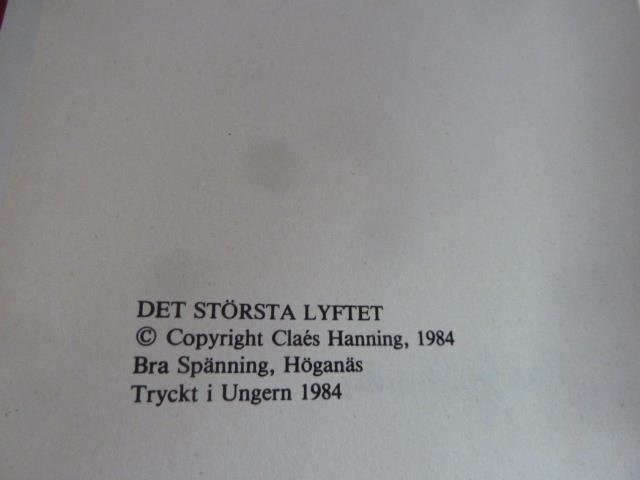 DET STÖRSTA LYFTET
© Copyright Claés Hanning, 1984
Bra Spänning, Höganäs
Tryckt i Ungern 1984